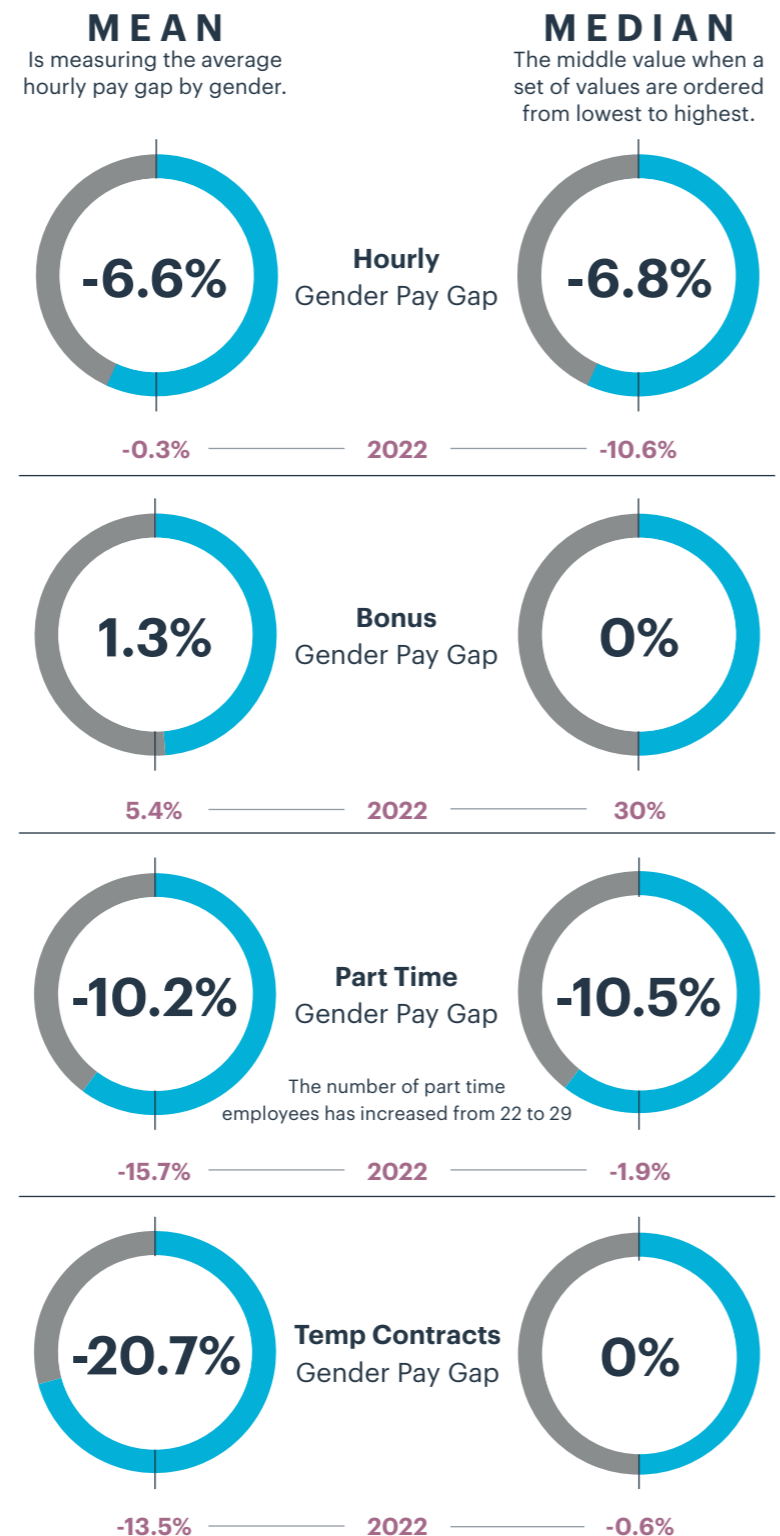 MEAN
Is measuring the average
hourly pay gap by gender.
MEDIAN
The middle value when a
set of values are ordered
from lowest to highest.
-6.6%
Hourly
Gender Pay Gap
-6.8%
-0.3% 2022 -10.6%
1.3%
Bonus
Gender Pay Gap
0%
5.4% 2022 30%
-10.2%
Part Time
Gender Pay Gap
-10.5%
The number of part time
employees has increased from 22 to 29
-15.7% 2022 -1.9%
-20.7%
Temp Contracts
Gender Pay Gap
0%
-13.5% 2022 -0.6%